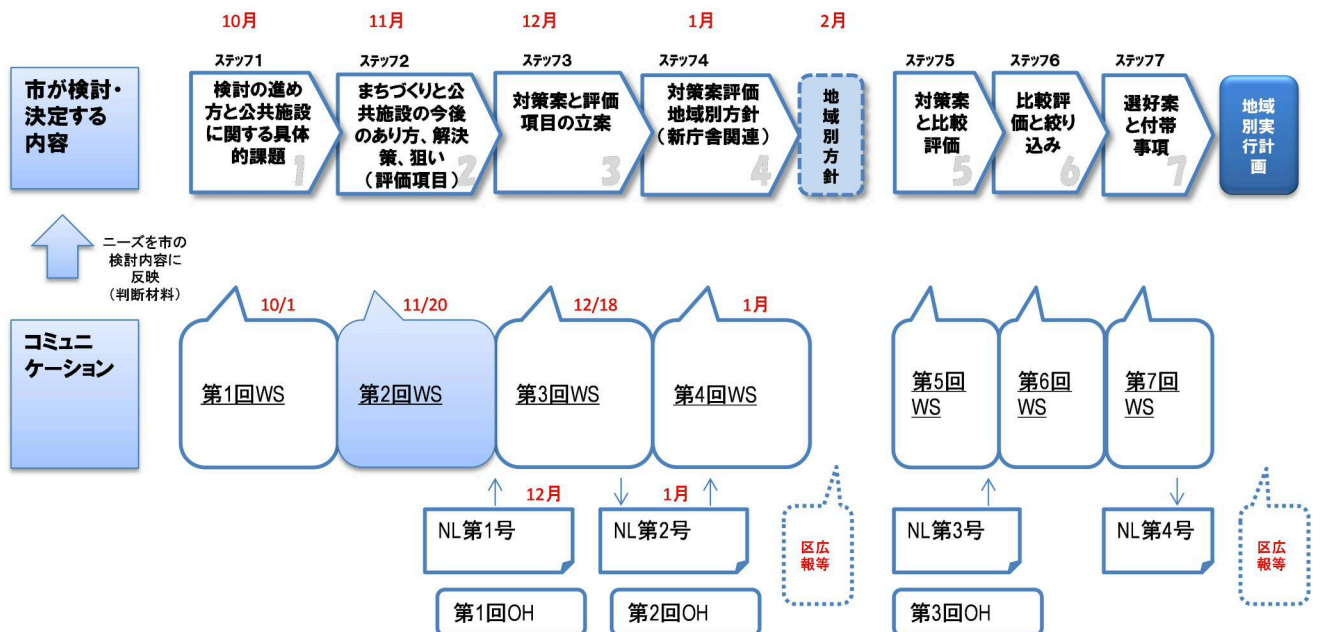 10月
11月
12月
1月
2月
市が検討・
決定する
内容
ステップ1
検討の進め
方と公共施設
に関する具体
的課題
1
ステップ2
まちづくりと公
共施設の今後
のあり方、解決
策、狙い
(評価項目)
2
ステップ3
対策案と評価
項目の立案
3
ステップ4
対策案評価
地域別方針
(新庁舎関連)
4
地域別方針
ステップ5
対策案
と比較
評価
5
ステップ6
比較評
価と絞り
込み
6
ステップ7
選好案
と付帯
事項
7
地域
別実
行計
画
ニーズを市の
検討内容に
反映
(判断材料)
コミュニ
ケーション
10/1
第1回WS
11/20
第2回WS
12/18
第3回WS
1月
第4回WS
第5回
WS
第6回
WS
第7回
WS
12月
NL第1号
1月
NL第2号
区広
報等
NL第3号
NL第4号
区広
報等
第1回OH
第2回OH
第3回OH